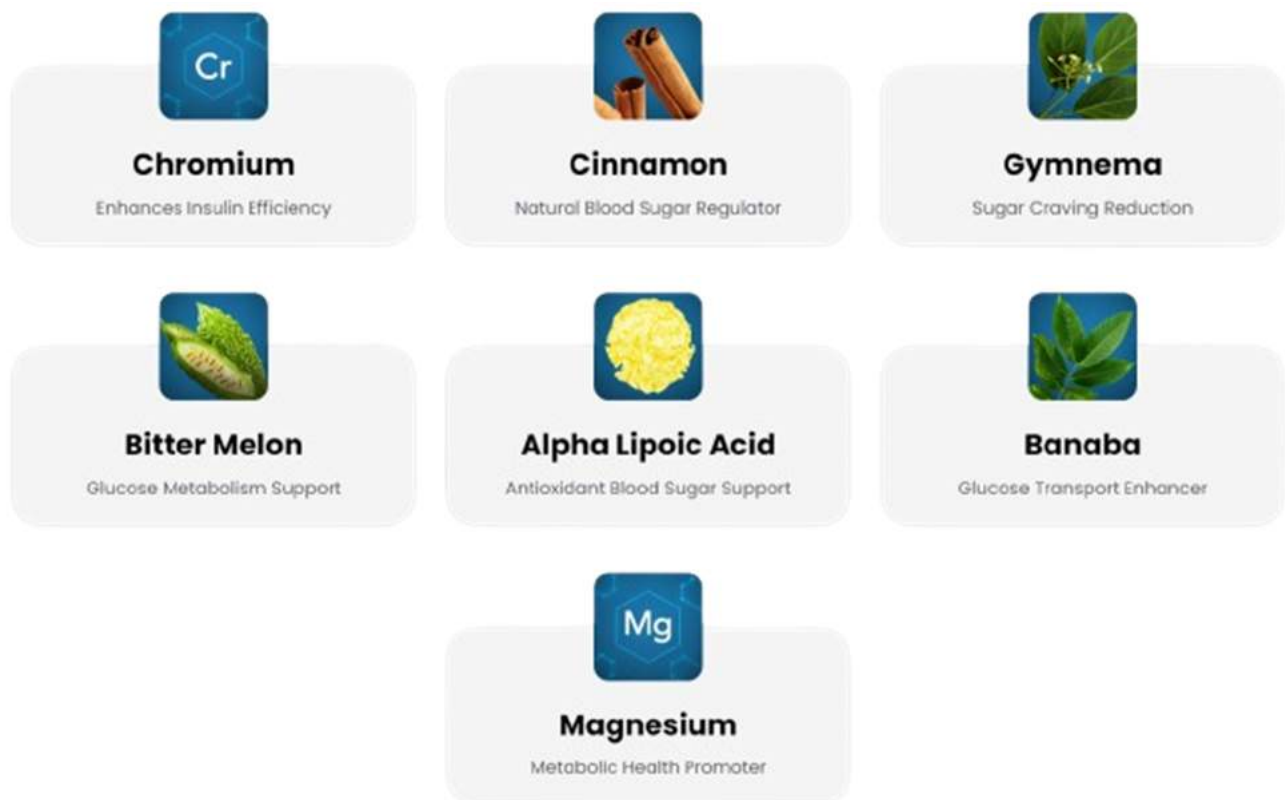 Cr
Chromium
Enhances Insulin Efficiency
Cinnamon
Natural Blood Sugar Regulator
Gymnema
Sugar Craving Reduction
Bitter Melon
Glucose Metabolism Support
Alpha Lipoic Acid
Antioxidant Blood Sugar Support
Banaba
Glucose Transport Enhancer
Mg
Magnesium
Metabolic Health Promoter